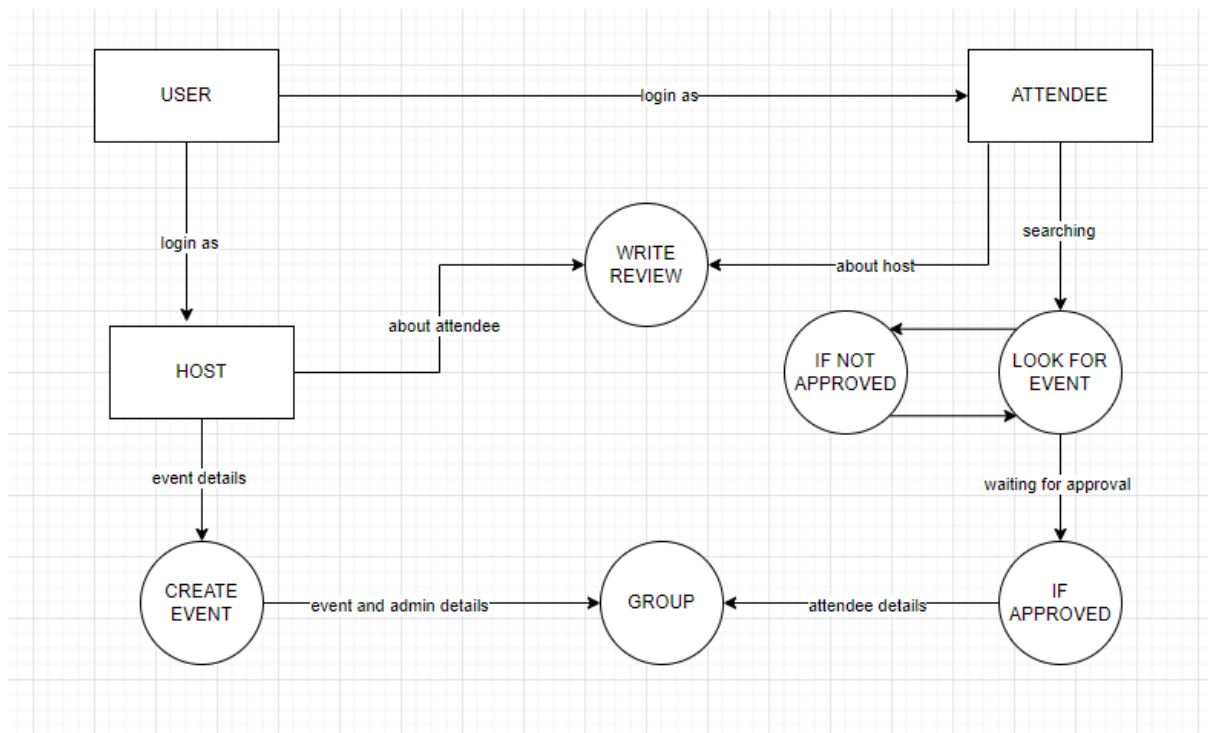 USER
login as
ATTENDEE
login as
WRITE
REVIEW
about host
searching
about attendee
HOST
IF NOT
APPROVED
LOOK FOR
EVENT
event details
waiting for approval
CREATE
EVENT
event and admin details
GROUP
attendee details
IF
APPROVED